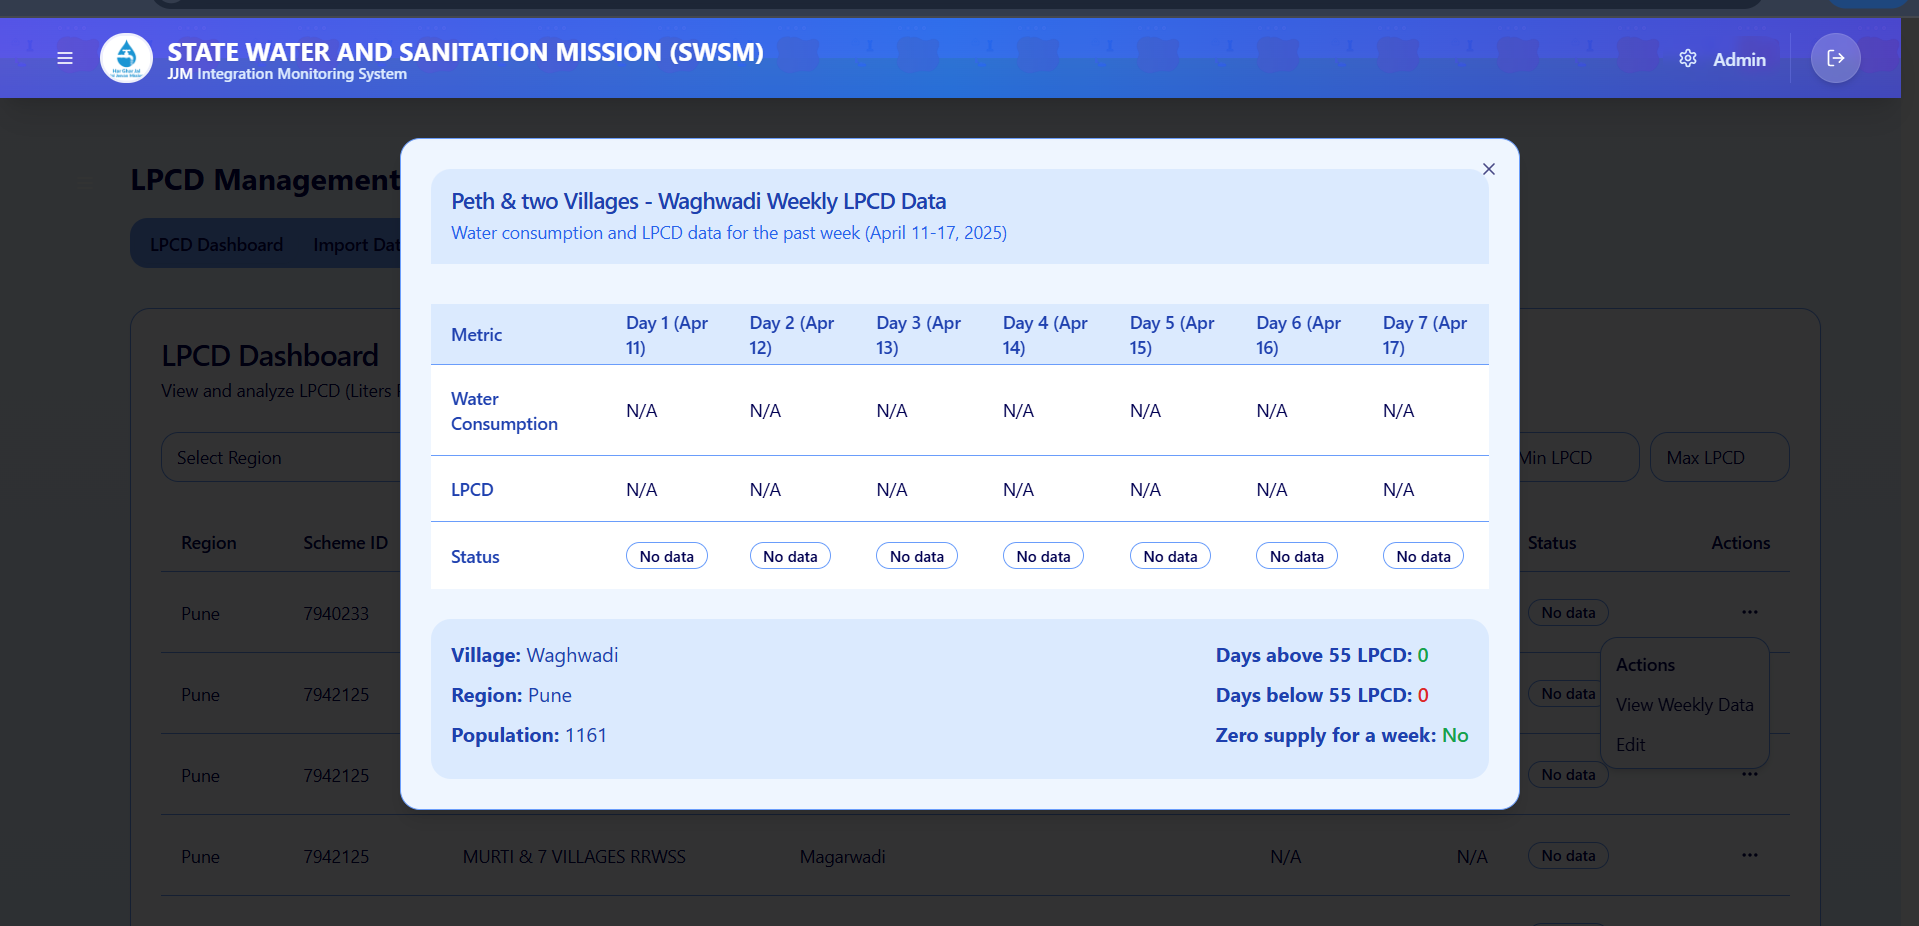 STATE WATER AND SANITATION MISSION (SWSM)
JJM Integration Monitoring System
Admin
LPCD Management
LPCD Dashboard
Import Dat
LPCD Dashboard
View and analyze LPCD (Liters
Select Region
Min LPCD
Max LPCD
Region Scheme ID Status Actions
Pune 7940233 No data
Pune 7942125 No data
Pune 7942125 No data
Pune 7942125 MURTI & 7 VILLAGES RRWSS Magarwadi N/A N/A No data
Actions
View Weekly Data
Edit
Peth & two Villages - Waghwadi Weekly LPCD Data
Water consumption and LPCD data for the past week (April 11-17, 2025)
Metric
Day 1 (Apr
11)
Day 2 (Apr
12)
Day 3 (Apr
13)
Day 4 (Apr
14)
Day 5 (Apr
15)
Day 6 (Apr
16)
Day 7 (Apr
17)
Water
Consumption
N/A N/A N/A N/A N/A N/A N/A
LPCD N/A N/A N/A N/A N/A N/A N/A
Status No data No data No data No data No data No data No data
Village: Waghwadi
Region: Pune
Population: 1161
Days above 55 LPCD: 0
Days below 55 LPCD: 0
Zero supply for a week: No